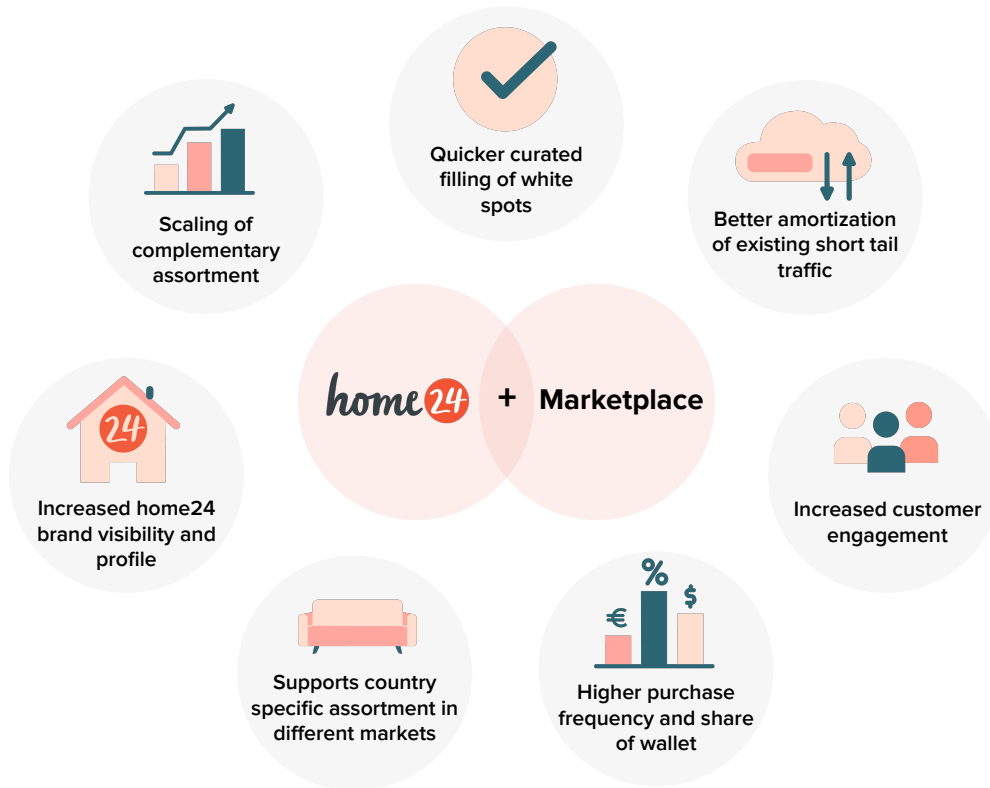 Quicker curated
filling of white
spots
Scaling of
complementary
assortment
Better amortization
of existing short tail
traffic
home24 + Marketplace
24
Increased home24
brand visibility and
profile
Increased customer
engagement
Supports country
specific assortment in
different markets
€ % $
Higher purchase
frequency and share
of wallet